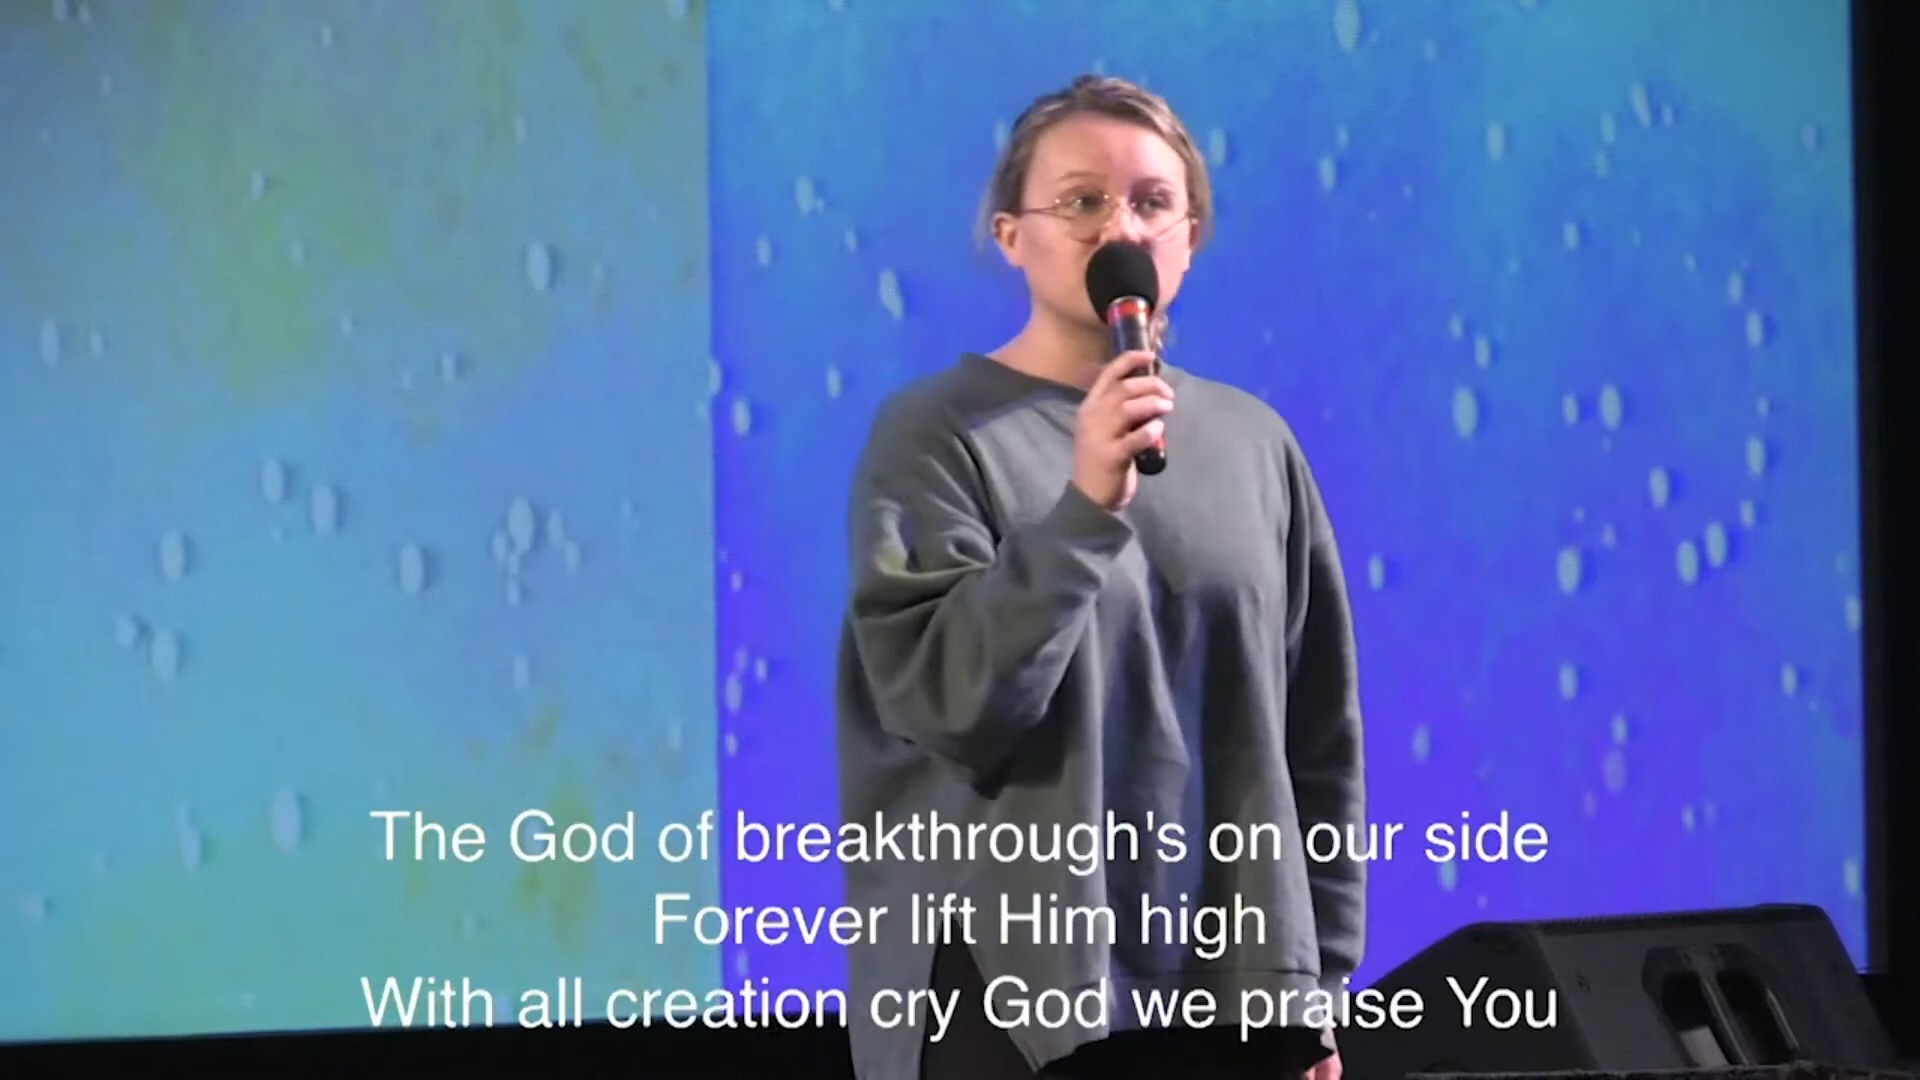 The God of breakthrough's on our side
Forever lift Him high
With all creation cry God we praise You